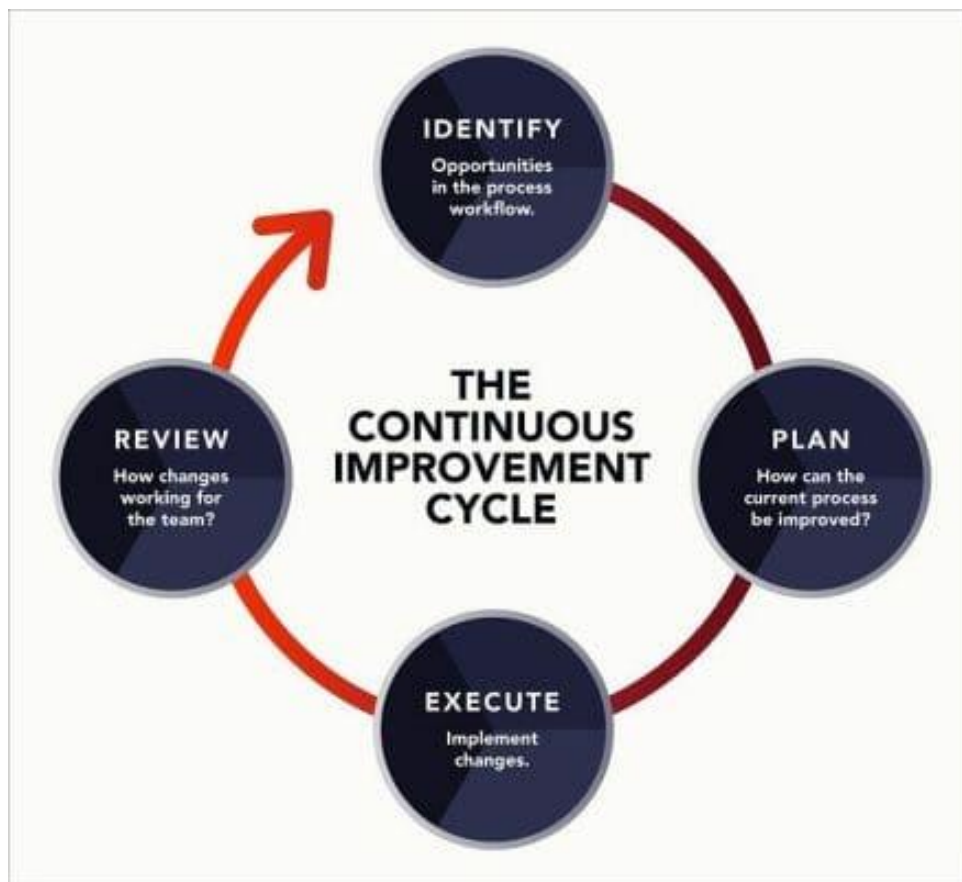 THE
CONTINUOUS
IMPROVEMENT
CYCLE
IDENTIFY
Opportunities
in the process
workflow.
PLAN
How can the
current process
be improved?
EXECUTE
Implement
changes.
REVIEW
How changes
working for
the team?